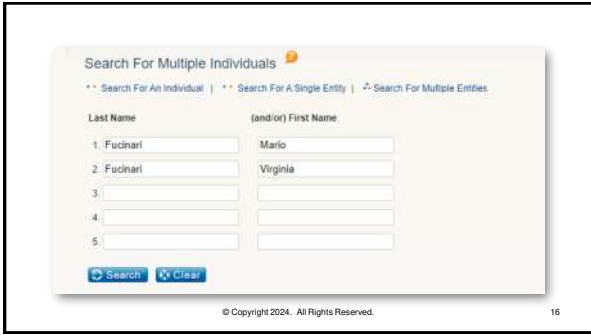 Search For Multiple Individuals
Search For An Individual | Search For A Single Entity | Search For Multiple Entities
Last Name (and/or) First Name
1. Fucinari Mario
2. Fucinari Virginia
3.
4.
5.
Search Clear
© Copyright 2024. All Rights Reserved. 16